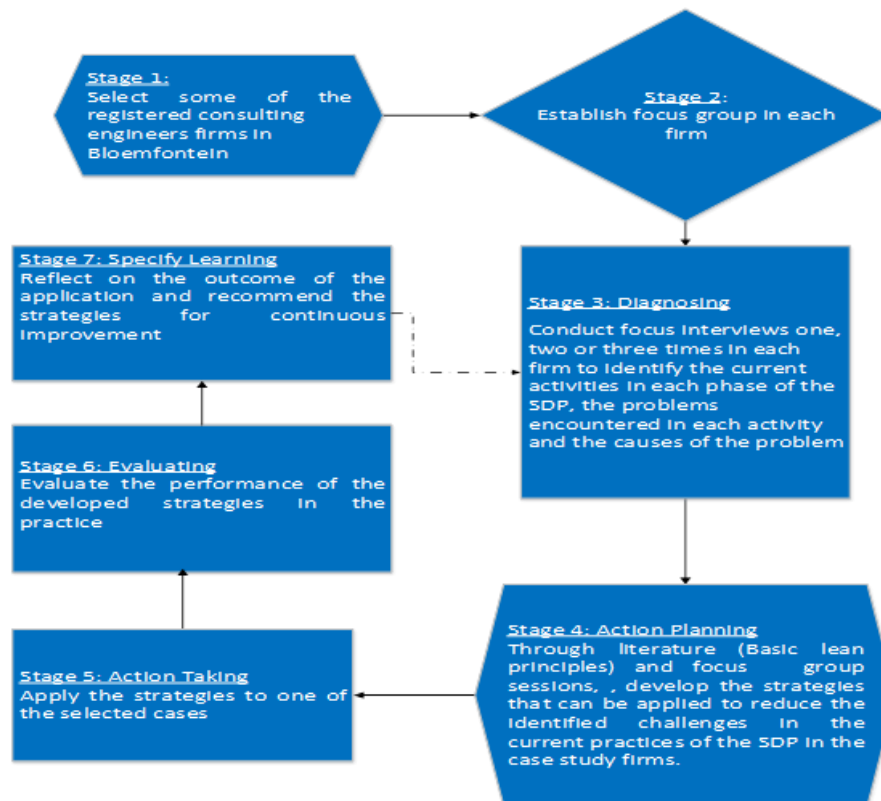 Stage 1:
Select some of the
registered consulting
engineers firms in
Bloemfontein
Stage 2:
Establish focus group in each
firm
Stage 3: Diagnosing
Conduct focus interviews one,
two or three times in each
firm to identify the current
activities in each phase of the
SDP, the problems
encountered in each activity
and the causes of the problem
Stage 4: Action Planning
Through literature (Basic lean
principles) and focus group
sessions, , develop the strategies
that can be applied to reduce the
identified challenges in the
current practices of the SDP in the
case study firms.
Stage 5: Action Taking
Apply the strategies to one of
the selected cases
Stage 6: Evaluating
Evaluate the performance of the
developed strategies in the
practice
Stage 7: Specify Learning
Reflect on the outcome of the
application and recommend the
strategies for continuous
improvement